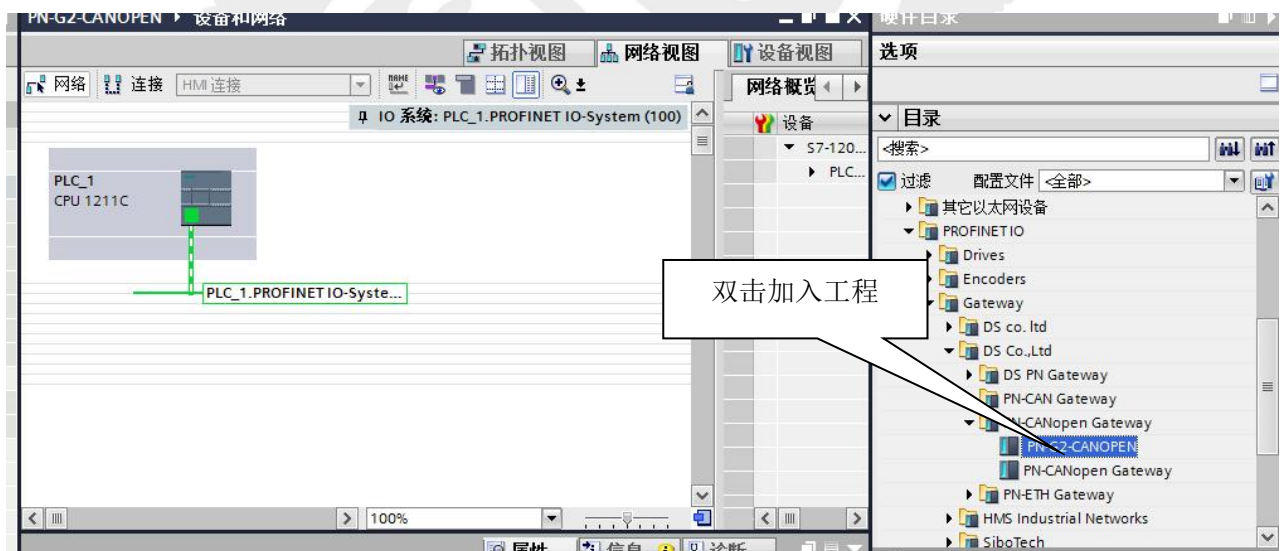 PN-G2-CANOPEN ▸ 设备和网络
硬件目录
拓扑视图 网络视图 设备视图
选项
网络 连接 HMI 连接
网络概览
IO 系统: PLC_1.PROFINET IO-System (100)
目录
设备
<搜索>
S7-120...
PLC...
过滤 配置文件 <全部>
PLC_1
CPU 1211C
PLC_1.PROFINET IO-Syste...
双击加入工程
其它以太网设备
PROFINET IO
Drives
Encoders
Gateway
DS co. ltd
DS Co.,Ltd
DS PN Gateway
PN-CAN Gateway
PN-CANopen Gateway
PN-G2-CANOPEN
PN-CANopen Gateway
PN-ETH Gateway
HMS Industrial Networks
SiboTech
100%
属性 信息 诊断